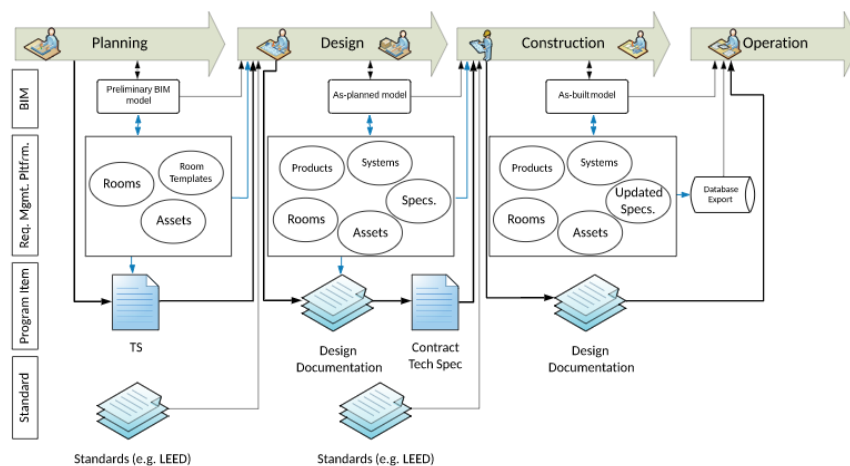 Planning
Design
Construction
Operation
BIM
Preliminary BIM
model
As-planned model
As-built model
Req. Mgmt. Pltfrm.
Rooms
Room
Templates
Assets
Products
Systems
Specs.
Rooms
Assets
Products
Systems
Updated
Specs.
Rooms
Assets
Database
Export
Program Item
TS
Design
Documentation
Contract
Tech Spec
Design
Documentation
Standard
Standards (e.g. LEED)
Standards (e.g. LEED)